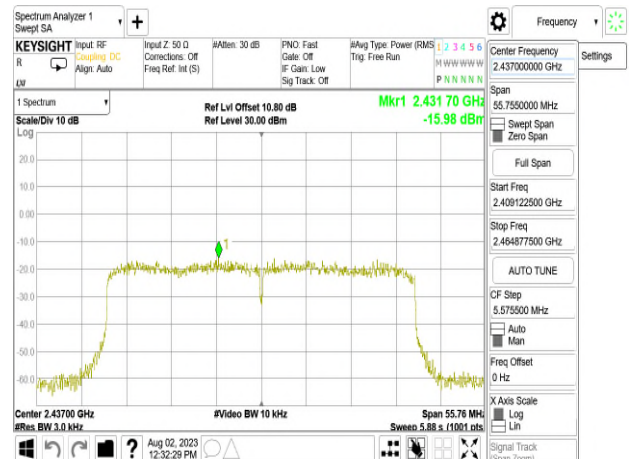 Spectrum Analyzer 1
Swept SA
+
Frequency
KEYSIGHT
R
Input: RF
Coupling: DC
Align: Auto
Input Z: 50 Ω
Corrections: Off
Freq Ref: Int (S)
#Atten: 30 dB
PNO: Fast
Gate: Off
IF Gain: Low
Sig Track: Off
#Avg Type: Power (RMS
Trig: Free Run
1 2 3 4 5 6
M W W W W W
P N N N N N
Center Frequency
2.437000000 GHz
Settings
Span
55.7550000 MHz
Swept Span
Zero Span
Full Span
Start Freq
2.409122500 GHz
Stop Freq
2.464877500 GHz
AUTO TUNE
CF Step
5.575500 MHz
Auto
Man
Freq Offset
0 Hz
X Axis Scale
Log
Lin
Signal Track
(Span Zoom)
1 Spectrum
Scale/Div 10 dB
Log
Ref Lvl Offset 10.80 dB
Ref Level 30.00 dBm
Mkr1 2.431 70 GHz
-15.98 dBm
20.0
10.0
0.00
-10.0
-20.0
-30.0
-40.0
-50.0
-60.0
1
Center 2.43700 GHz
#Res BW 3.0 kHz
#Video BW 10 kHz
Span 55.76 MHz
Sweep 5.88 s (1001 pts
?
Aug 02, 2023
12:32:29 PM